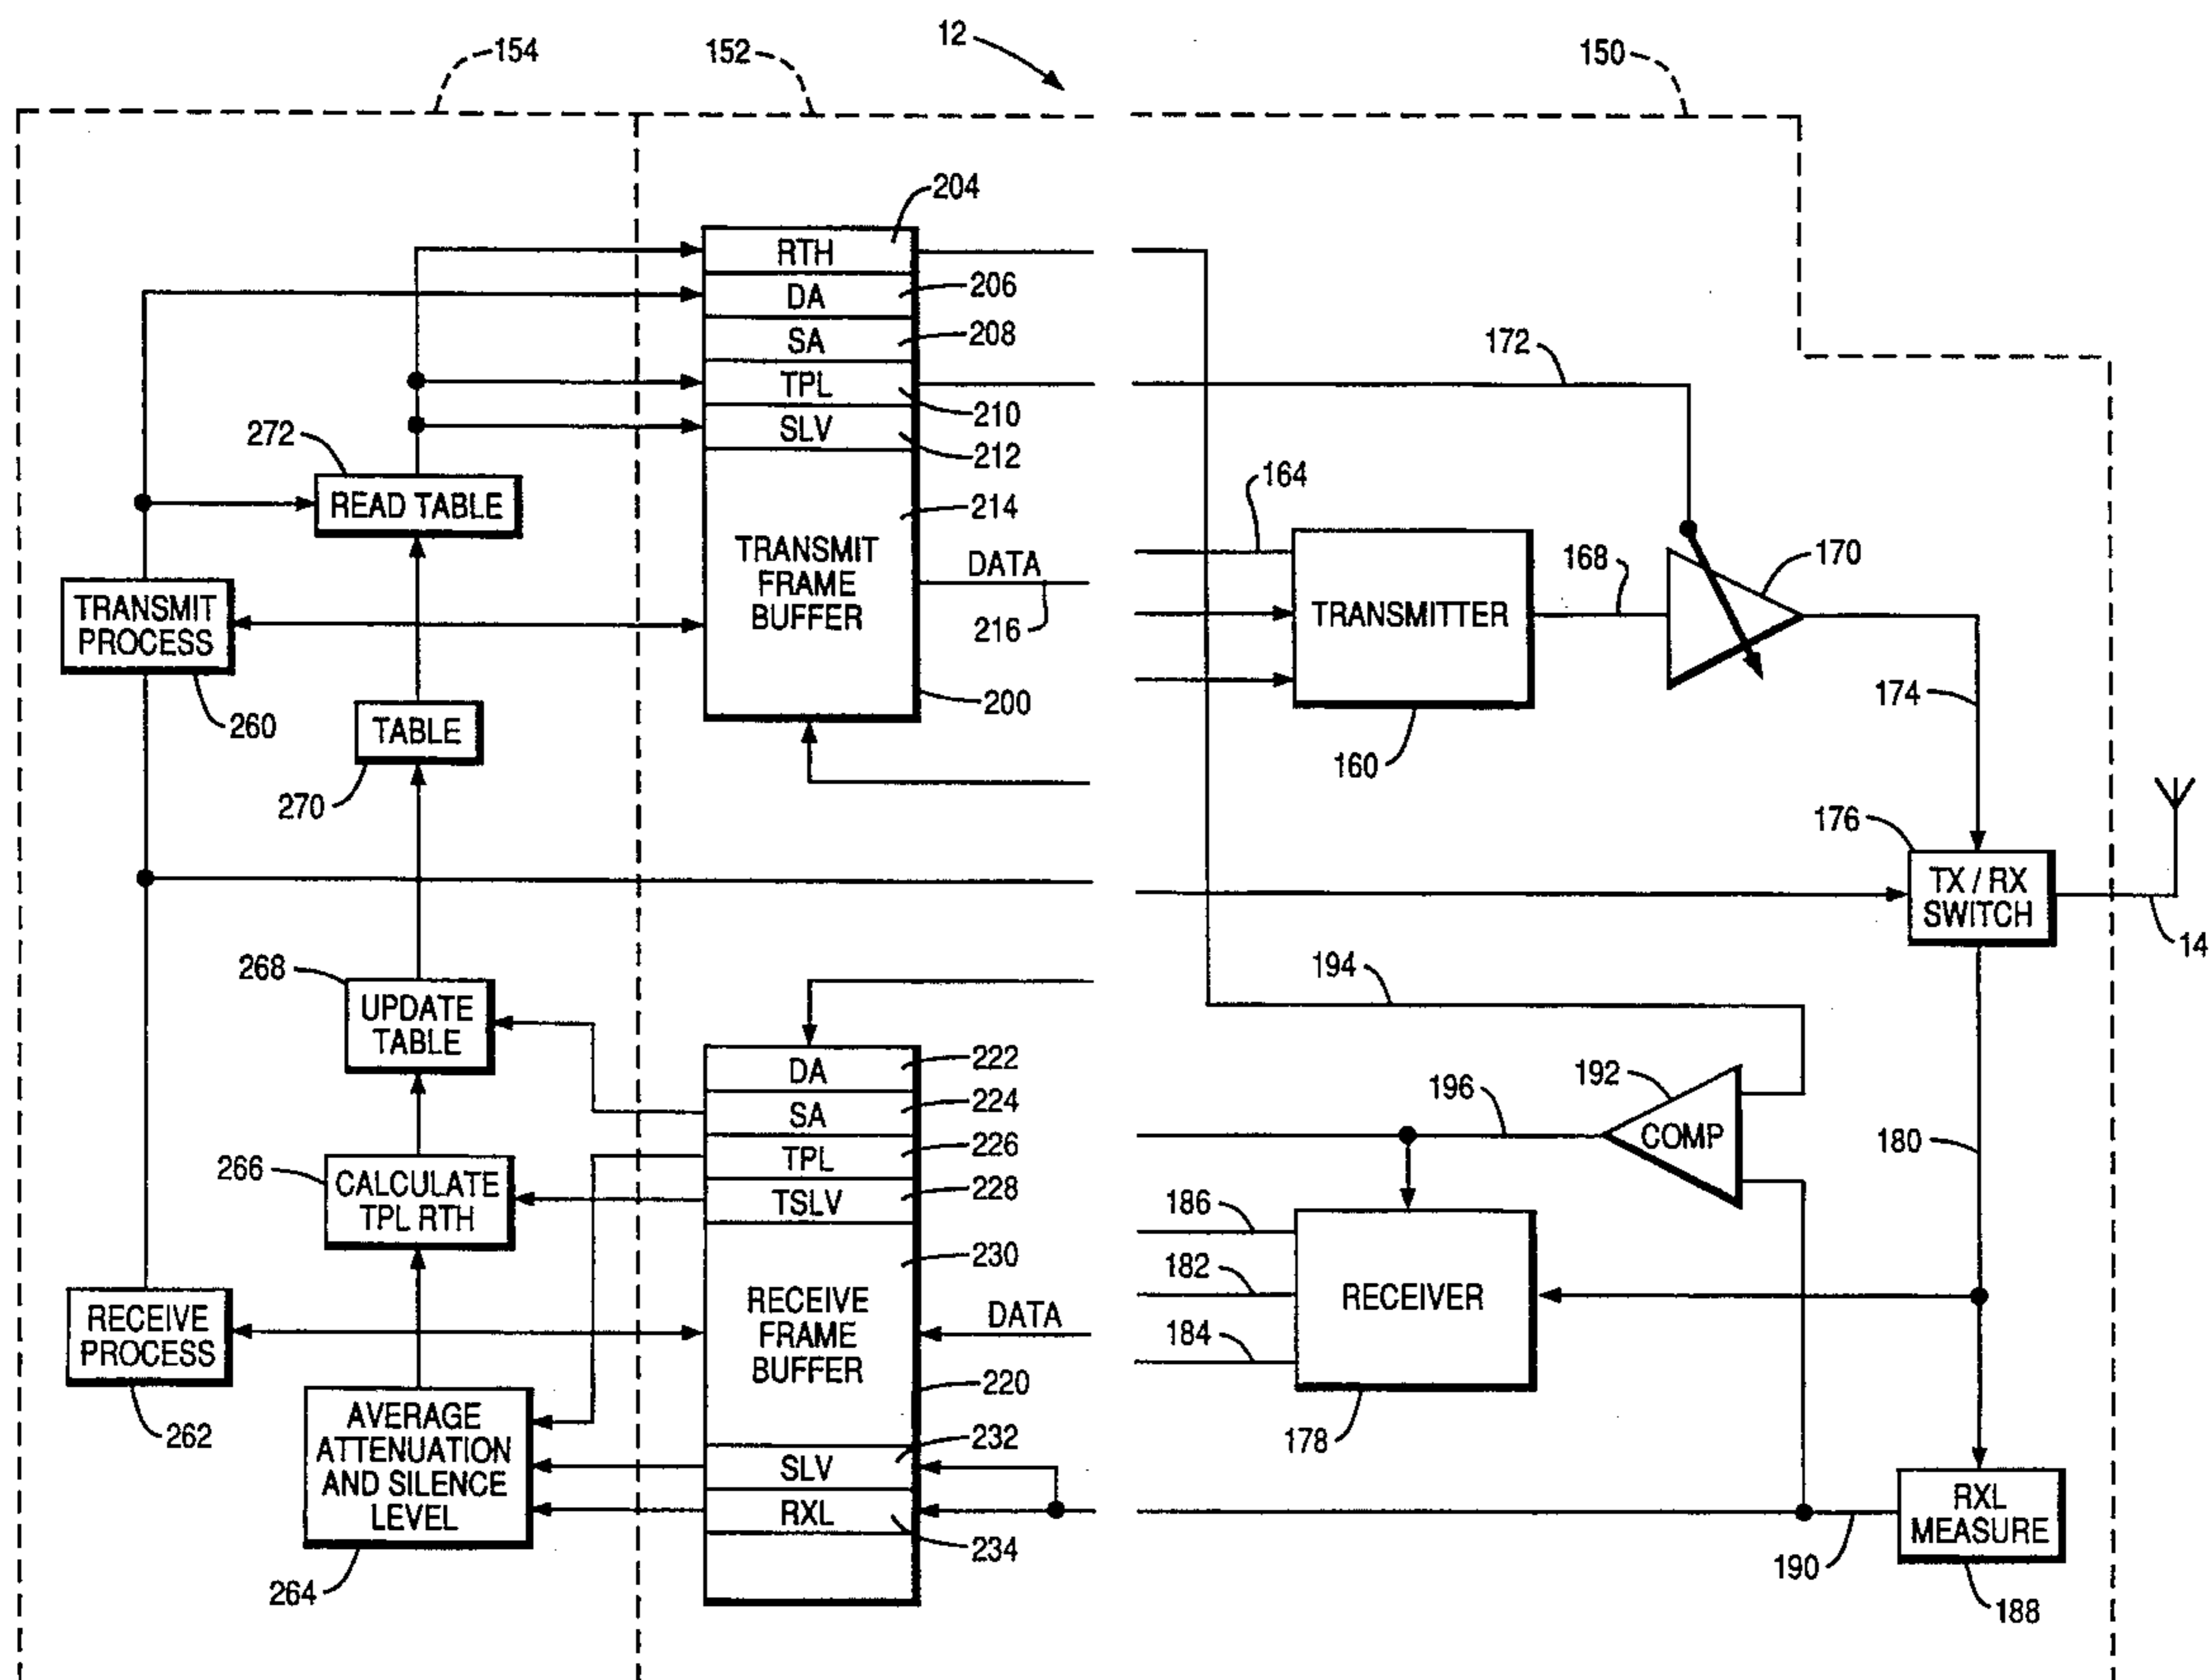 154
152
12
150
204
RTH
206
DA
208
SA
172
TPL
210
SLV
272
212
164
READ TABLE
214
TRANSMIT
FRAME
BUFFER
DATA
216
168
170
TRANSMITTER
TRANSMIT
PROCESS
260
200
174
TABLE
160
270
176
TX / RX
SWITCH
14
268
194
UPDATE
TABLE
DA
222
192
SA
224
196
COMP
TPL
226
180
266
CALCULATE
TPL RTH
TSLV
228
186
230
182
RECEIVER
RECEIVE
PROCESS
RECEIVE
FRAME
BUFFER
DATA
184
220
262
AVERAGE
ATTENUATION
AND SILENCE
LEVEL
232
178
SLV
RXL
RXL
MEASURE
234
190
264
188